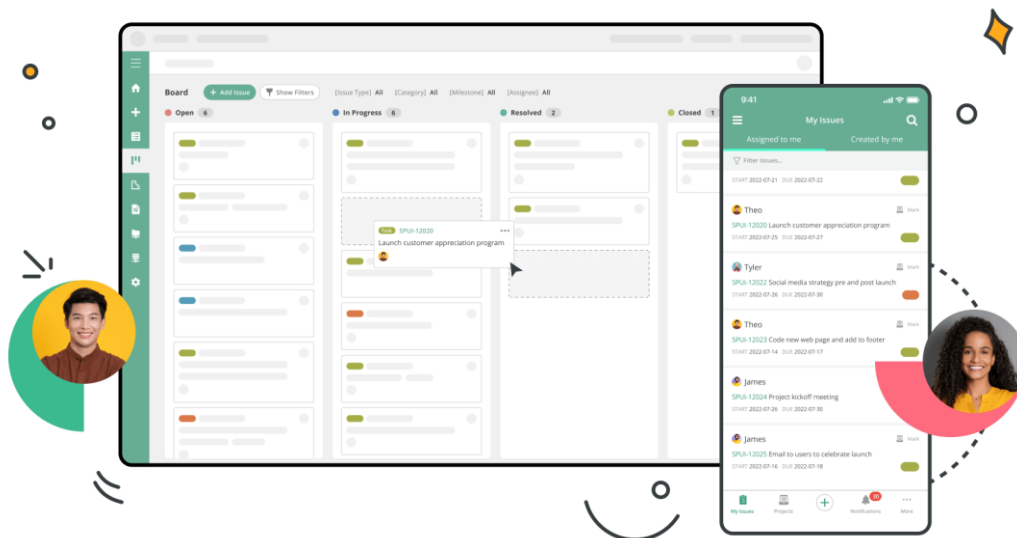 Board + Add Issue Show Filters [Issue Type] All [Category] All [Milestone] All [Assignee] All
Open 6
In Progress 6
Resolved 2
Closed 1
Task SPUI-12020 •••
Launch customer appreciation program
9:41
My Issues
Assigned to me Created by me
Filter issues...
START 2022-07-21 DUE 2022-07-22
Theo Mark
SPUI-12020 Launch customer appreciation program
START 2022-07-25 DUE 2022-07-27
Tyler Mark
SPUI-12022 Social media strategy pre and post launch
START 2022-07-26 DUE 2022-07-30
Theo Mark
SPUI-12023 Code new web page and add to footer
START 2022-07-14 DUE 2022-07-17
James
SPUI-12024 Project kickoff meeting
START 2022-07-26 DUE 2022-07-30
James Mark
SPUI-12025 Email to users to celebrate launch
START 2022-07-16 DUE 2022-07-18
30
My Issues Projects Notifications More